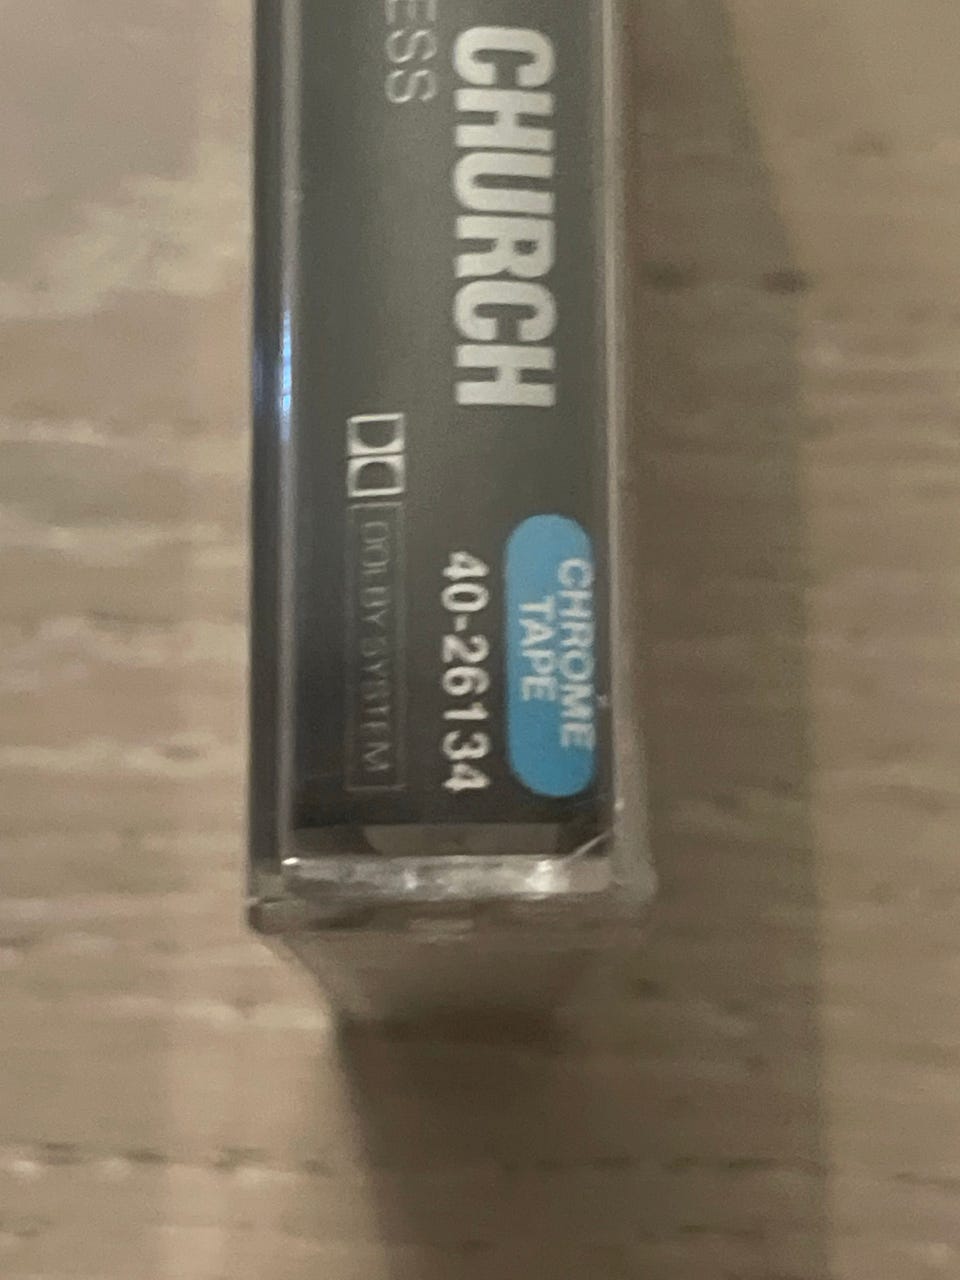 CHURCH
ESS
CHROME
TAPE
40-26134
DOLBY SYSTEM